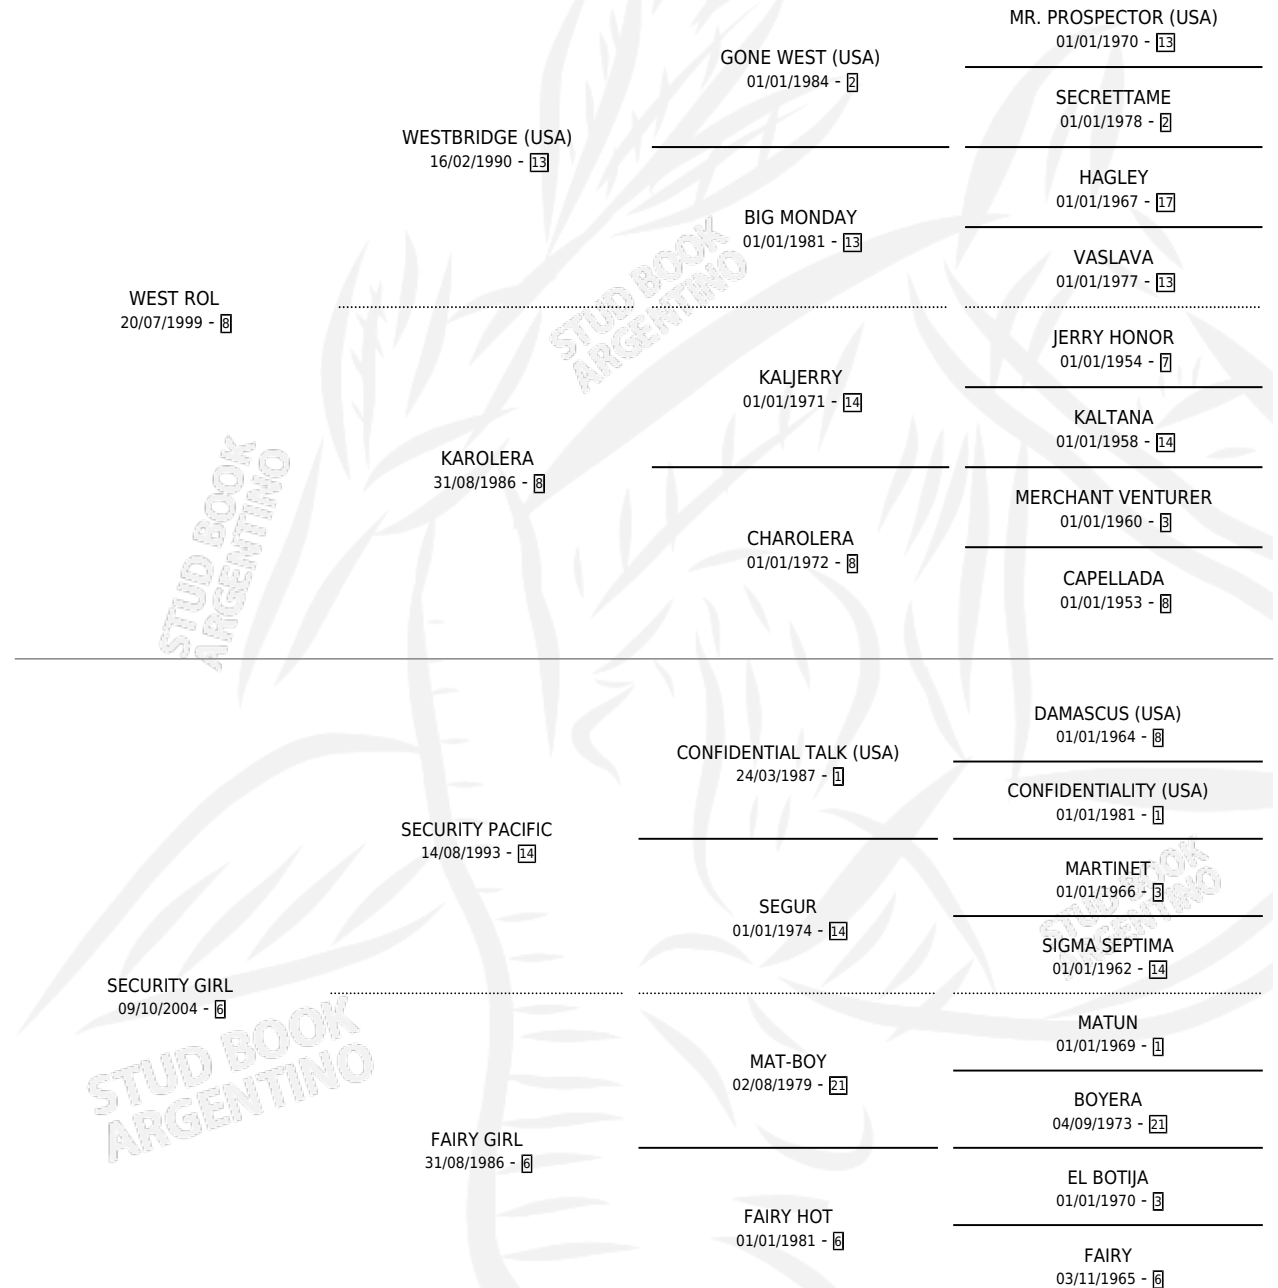 MR. PROSPECTOR (USA)
01/01/1970 - 13
GONE WEST (USA)
01/01/1984 - 2
SECRETTAME
01/01/1978 - 2
WESTBRIDGE (USA)
16/02/1990 - 13
HAGLEY
01/01/1967 - 17
BIG MONDAY
01/01/1981 - 13
VASLAVA
01/01/1977 - 13
WEST ROL
20/07/1999 - 8
STUD BOOK
ARGENTINO
JERRY HONOR
01/01/1954 - 7
KALJERRY
01/01/1971 - 14
KALTANA
01/01/1958 - 14
KAROLERA
31/08/1986 - 8
MERCHANT VENTURER
01/01/1960 - 3
CHAROLERA
01/01/1972 - 8
CAPELLADA
01/01/1953 - 8
STUD BOOK
ARGENTINO
DAMASCUS (USA)
01/01/1964 - 8
CONFIDENTIAL TALK (USA)
24/03/1987 - 1
CONFIDENTIALITY (USA)
01/01/1981 - 1
SECURITY PACIFIC
14/08/1993 - 14
MARTINET
01/01/1966 - 3
SEGUR
01/01/1974 - 14
STUD BOOK
ARGENTINO
SIGMA SEPTIMA
01/01/1962 - 14
SECURITY GIRL
09/10/2004 - 6
STUD BOOK
ARGENTINO
MATUN
01/01/1969 - 1
MAT-BOY
02/08/1979 - 21
BOYERA
04/09/1973 - 21
FAIRY GIRL
31/08/1986 - 6
EL BOTIJA
01/01/1970 - 3
FAIRY HOT
01/01/1981 - 6
FAIRY
03/11/1965 - 6